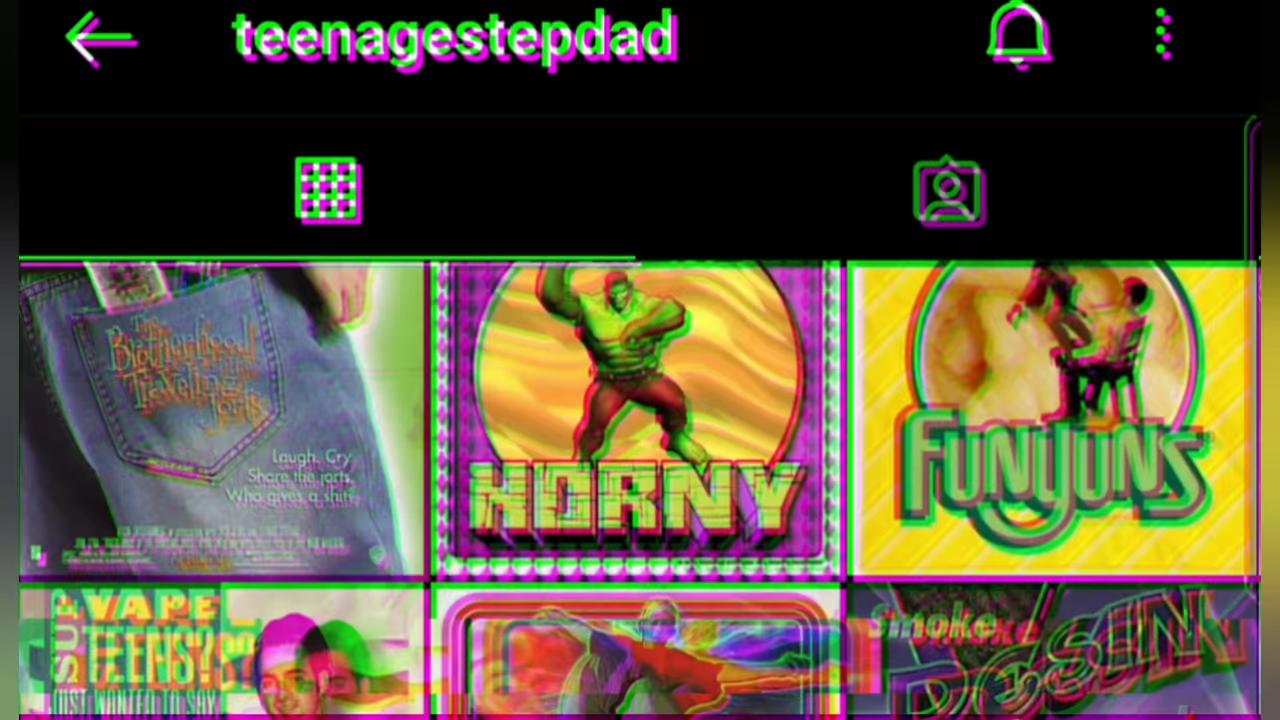 teenagestepdad
The
Brotherhood
of the
Traveling
Jorts
Laugh. Cry.
Share the jorts.
Who gives a shit?
HORNY
FUNYUNS
SUP
VAPE
TEENS?
JUST WANTED TO SAY
Smoke